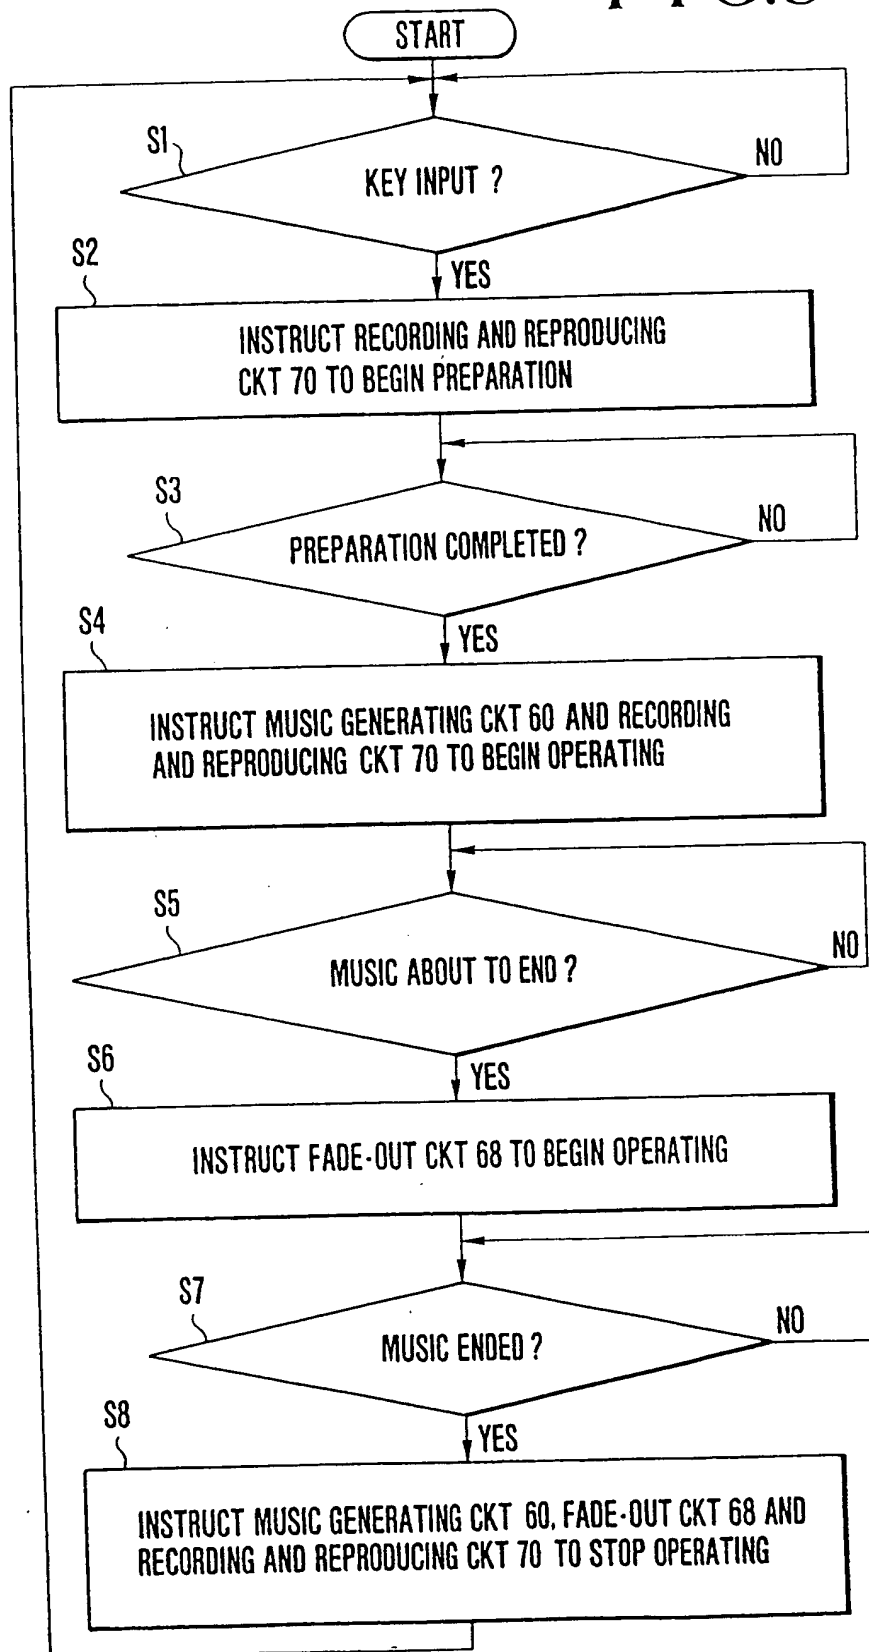 START
S1
KEY INPUT ?
NO
YES
S2
INSTRUCT RECORDING AND REPRODUCING
CKT 70 TO BEGIN PREPARATION
S3
PREPARATION COMPLETED ?
NO
YES
S4
INSTRUCT MUSIC GENERATING CKT 60 AND RECORDING
AND REPRODUCING CKT 70 TO BEGIN OPERATING
S5
MUSIC ABOUT TO END ?
NO
YES
S6
INSTRUCT FADE-OUT CKT 68 TO BEGIN OPERATING
S7
MUSIC ENDED ?
NO
YES
S8
INSTRUCT MUSIC GENERATING CKT 60, FADE-OUT CKT 68 AND
RECORDING AND REPRODUCING CKT 70 TO STOP OPERATING